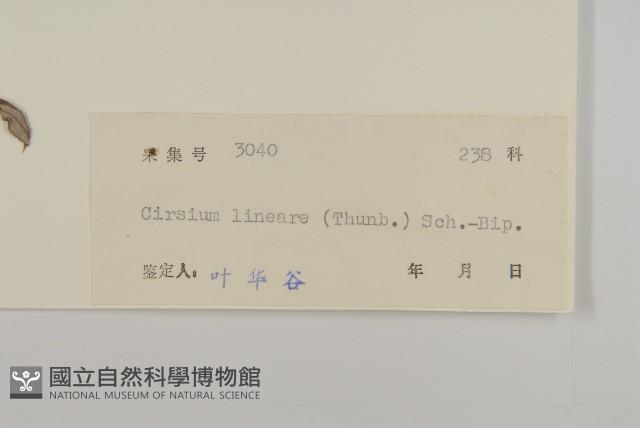 采集号 3040 238 科
Cirsium lineare (Thunb.) Sch.-Bip.
鉴定人: 叶华谷 年 月 日
國立自然科學博物館
NATIONAL MUSEUM OF NATURAL SCIENCE